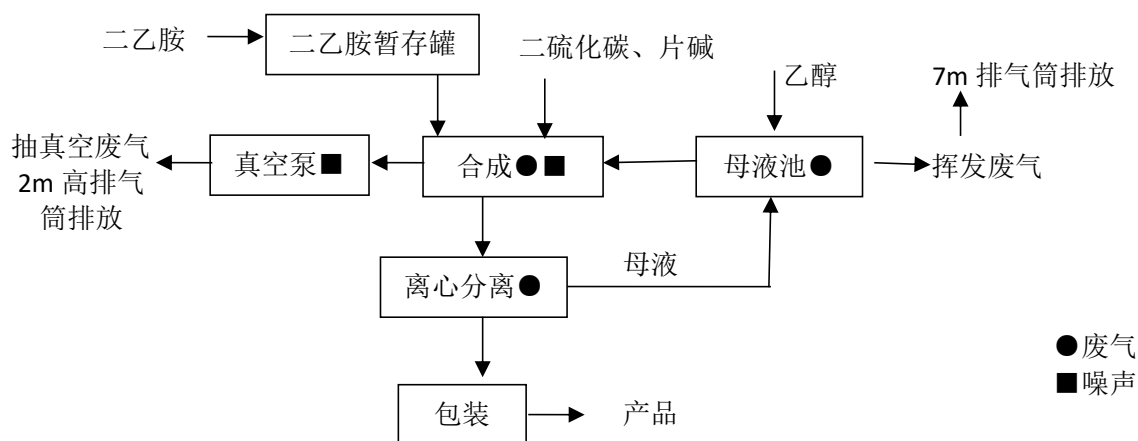 二乙胺
二乙胺暂存罐
二硫化碳、片碱
乙醇
7m 排气筒排放
抽真空废气
2m 高排气
筒排放
真空泵■
合成●■
母液池●
挥发废气
离心分离●
母液
包装
产品
●废气
■噪声